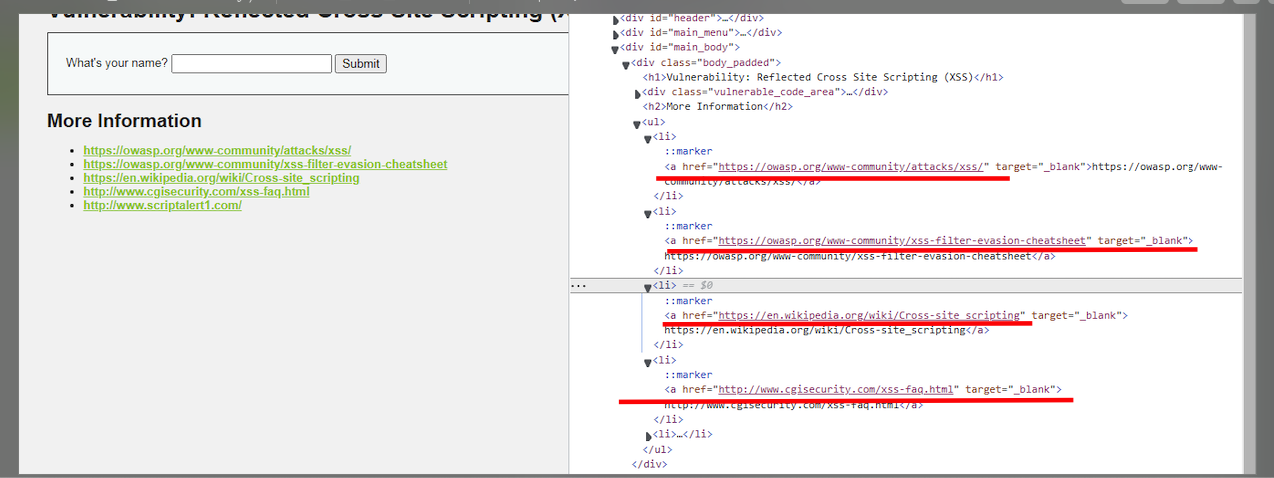 Vulnerability: Reflected Cross Site Scripting (X
What's your name? Submit
More Information
https://owasp.org/www-community/attacks/xss/
https://owasp.org/www-community/xss-filter-evasion-cheatsheet
https://en.wikipedia.org/wiki/Cross-site_scripting
http://www.cgisecurity.com/xss-faq.html
http://www.scriptalert1.com/
<div id="header">…</div>
<div id="main_menu">…</div>
<div id="main_body">
<div class="body_padded">
<h1>Vulnerability: Reflected Cross Site Scripting (XSS)</h1>
<div class="vulnerable_code_area">…</div>
<h2>More Information</h2>
<ul>
<li>
::marker
<a href="https://owasp.org/www-community/attacks/xss/" target="_blank">https://owasp.org/www-
community/attacks/xss/</a>
</li>
<li>
::marker
<a href="https://owasp.org/www-community/xss-filter-evasion-cheatsheet" target="_blank">
https://owasp.org/www-community/xss-filter-evasion-cheatsheet</a>
</li>
... <li> == $0
::marker
<a href="https://en.wikipedia.org/wiki/Cross-site_scripting" target="_blank">
https://en.wikipedia.org/wiki/Cross-site_scripting</a>
</li>
<li>
::marker
<a href="http://www.cgisecurity.com/xss-faq.html" target="_blank">
http://www.cgisecurity.com/xss-faq.html</a>
</li>
<li>…</li>
</ul>
</div>